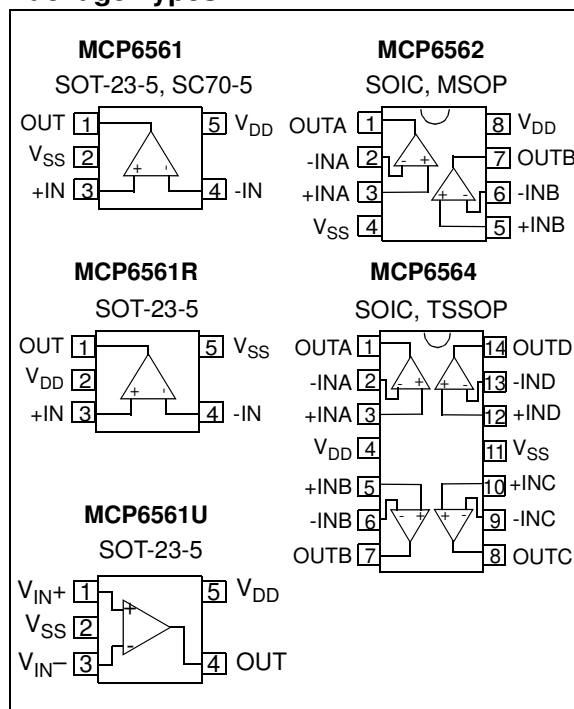 MCP6561
SOT-23-5, SC70-5
OUT 1 5 VDD
VSS 2
+IN 3 4 -IN
+ -
MCP6562
SOIC, MSOP
OUTA 1 8 VDD
-INA 2 7 OUTB
- +
+INA 3 6 -INB
+ -
VSS 4 5 +INB
MCP6561R
SOT-23-5
OUT 1 5 VSS
VDD 2
+IN 3 4 -IN
+ -
MCP6564
SOIC, TSSOP
OUTA 1 14 OUTD
-INA 2 13 -IND
- + + -
+INA 3 12 +IND
VDD 4 11 VSS
+INB 5 10 +INC
-INB 6 9 -INC
- + + -
OUTB 7 8 OUTC
MCP6561U
SOT-23-5
VIN+ 1 5 VDD
+
VSS 2
-
VIN– 3 4 OUT